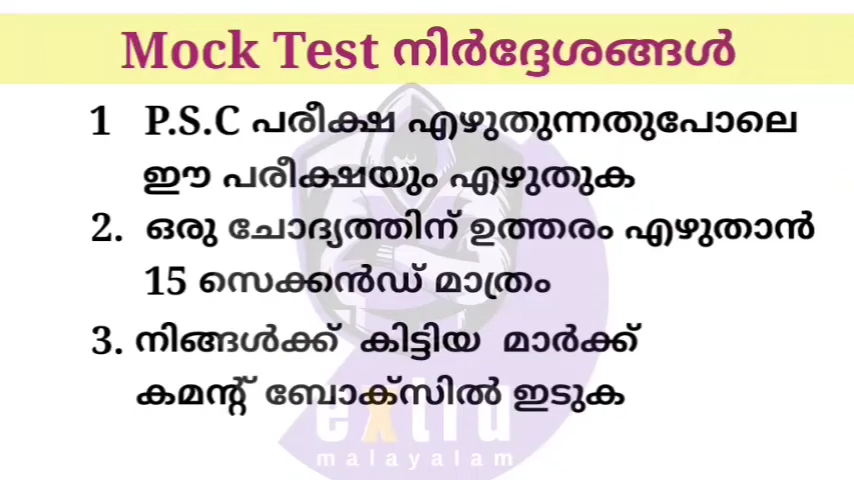 Mock Test നിർദ്ദേശങ്ങൾ
1 P.S.C പരീക്ഷ എഴുതുന്നതുപോലെ
ഈ പരീക്ഷയും എഴുതുക
2. ഒരു ചോദ്യത്തിന് ഉത്തരം എഴുതാൻ
15 സെക്കൻഡ് മാത്രം
3. നിങ്ങൾക്ക് കിട്ടിയ മാർക്ക്
കമന്റ് ബോക്സിൽ ഇടുക
malayalam